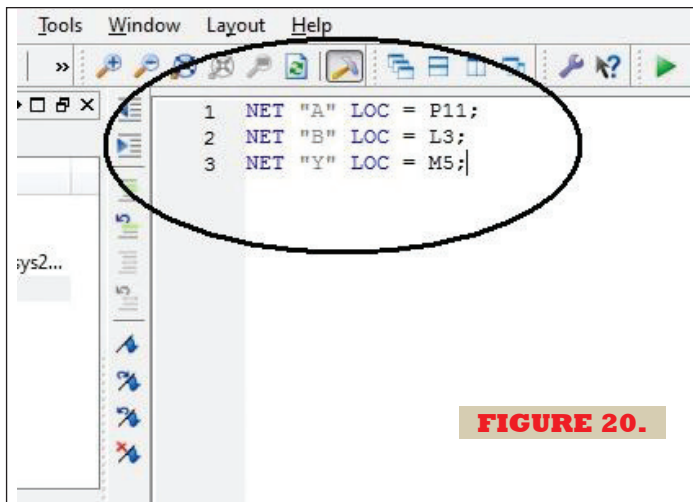 Tools Window Layout Help
»
1 NET "A" LOC = P11;
2 NET "B" LOC = L3;
3 NET "Y" LOC = M5;
sys2...
FIGURE 20.